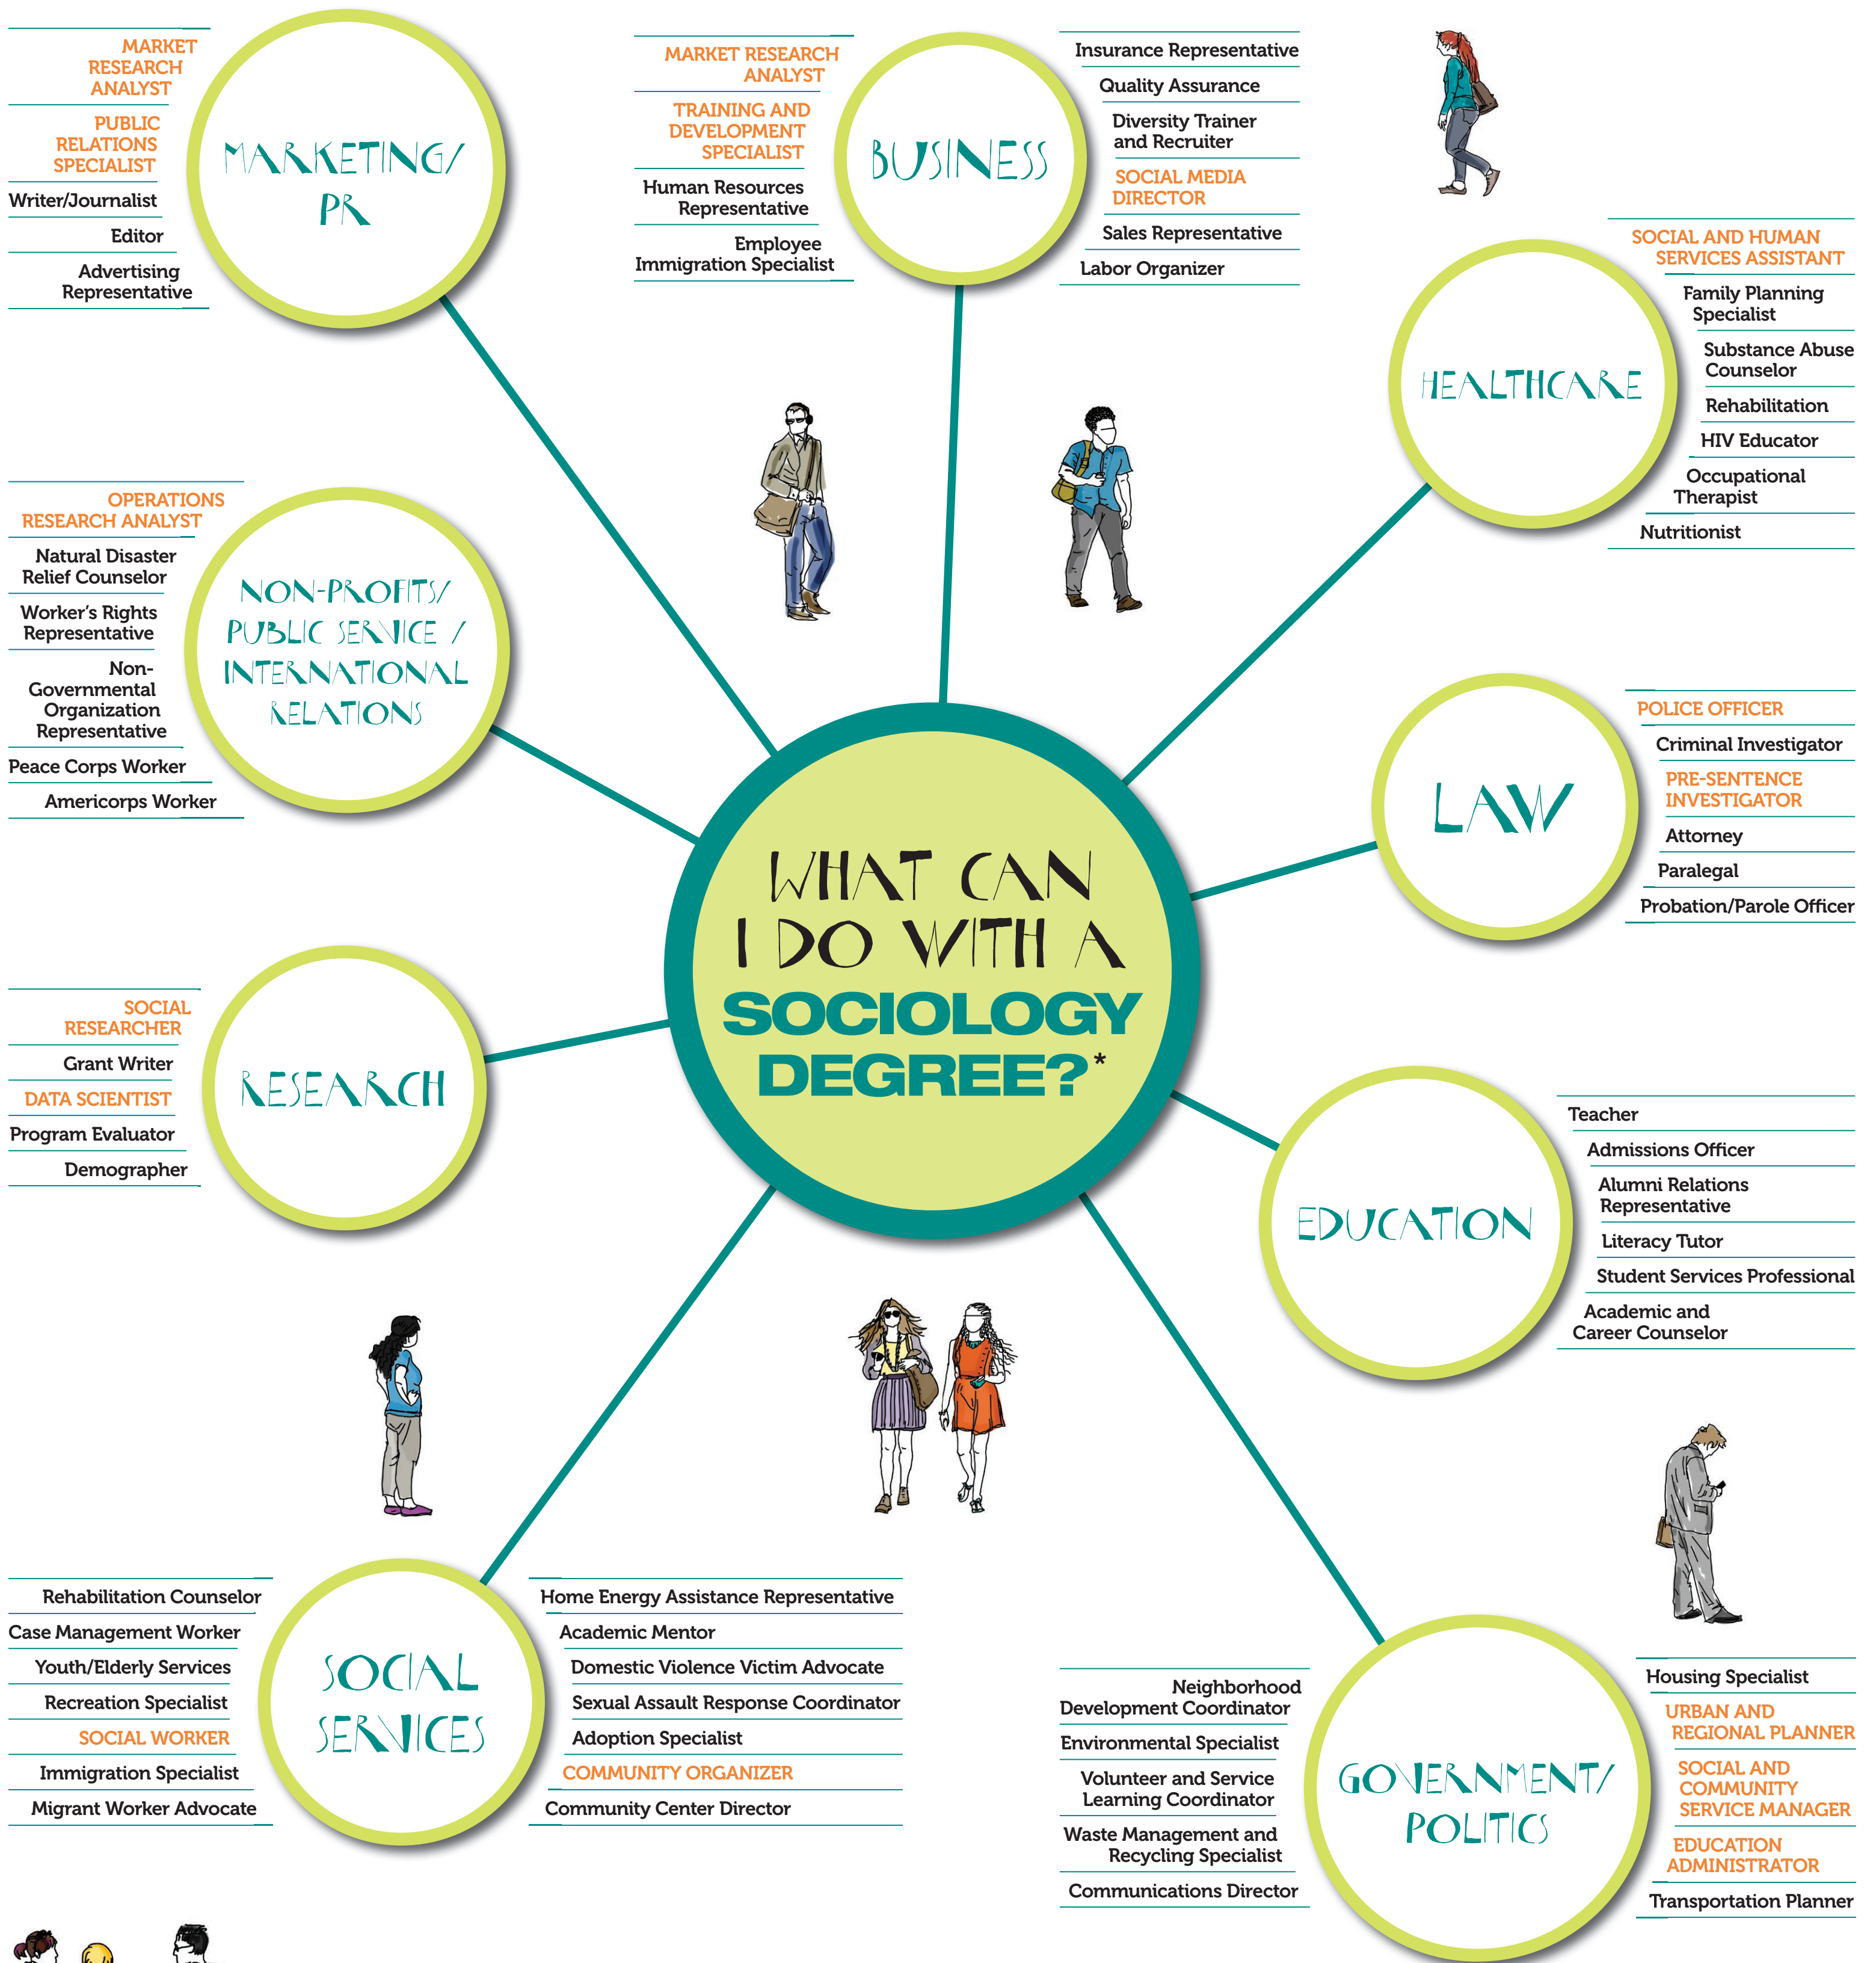 MARKET
RESEARCH
ANALYST
PUBLIC
RELATIONS
SPECIALIST
Writer/Journalist
Editor
Advertising
Representative
MARKETING/
PR
MARKET RESEARCH
ANALYST
TRAINING AND
DEVELOPMENT
SPECIALIST
Human Resources
Representative
Employee
Immigration Specialist
BUSINESS
Insurance Representative
Quality Assurance
Diversity Trainer
and Recruiter
SOCIAL MEDIA
DIRECTOR
Sales Representative
Labor Organizer
HEALTHCARE
SOCIAL AND HUMAN
SERVICES ASSISTANT
Family Planning
Specialist
Substance Abuse
Counselor
Rehabilitation
HIV Educator
Occupational
Therapist
Nutritionist
OPERATIONS
RESEARCH ANALYST
Natural Disaster
Relief Counselor
Worker's Rights
Representative
Non-
Governmental
Organization
Representative
Peace Corps Worker
Americorps Worker
NON-PROFITS/
PUBLIC SERVICE /
INTERNATIONAL
RELATIONS
LAW
POLICE OFFICER
Criminal Investigator
PRE-SENTENCE
INVESTIGATOR
Attorney
Paralegal
Probation/Parole Officer
WHAT CAN
I DO WITH A
SOCIOLOGY
DEGREE?*
SOCIAL
RESEARCHER
Grant Writer
DATA SCIENTIST
Program Evaluator
Demographer
RESEARCH
EDUCATION
Teacher
Admissions Officer
Alumni Relations
Representative
Literacy Tutor
Student Services Professional
Academic and
Career Counselor
Rehabilitation Counselor
Case Management Worker
Youth/Elderly Services
Recreation Specialist
SOCIAL WORKER
Immigration Specialist
Migrant Worker Advocate
SOCIAL
SERVICES
Home Energy Assistance Representative
Academic Mentor
Domestic Violence Victim Advocate
Sexual Assault Response Coordinator
Adoption Specialist
COMMUNITY ORGANIZER
Community Center Director
Neighborhood
Development Coordinator
Environmental Specialist
Volunteer and Service
Learning Coordinator
Waste Management and
Recycling Specialist
Communications Director
GOVERNMENT/
POLITICS
Housing Specialist
URBAN AND
REGIONAL PLANNER
SOCIAL AND
COMMUNITY
SERVICE MANAGER
EDUCATION
ADMINISTRATOR
Transportation Planner